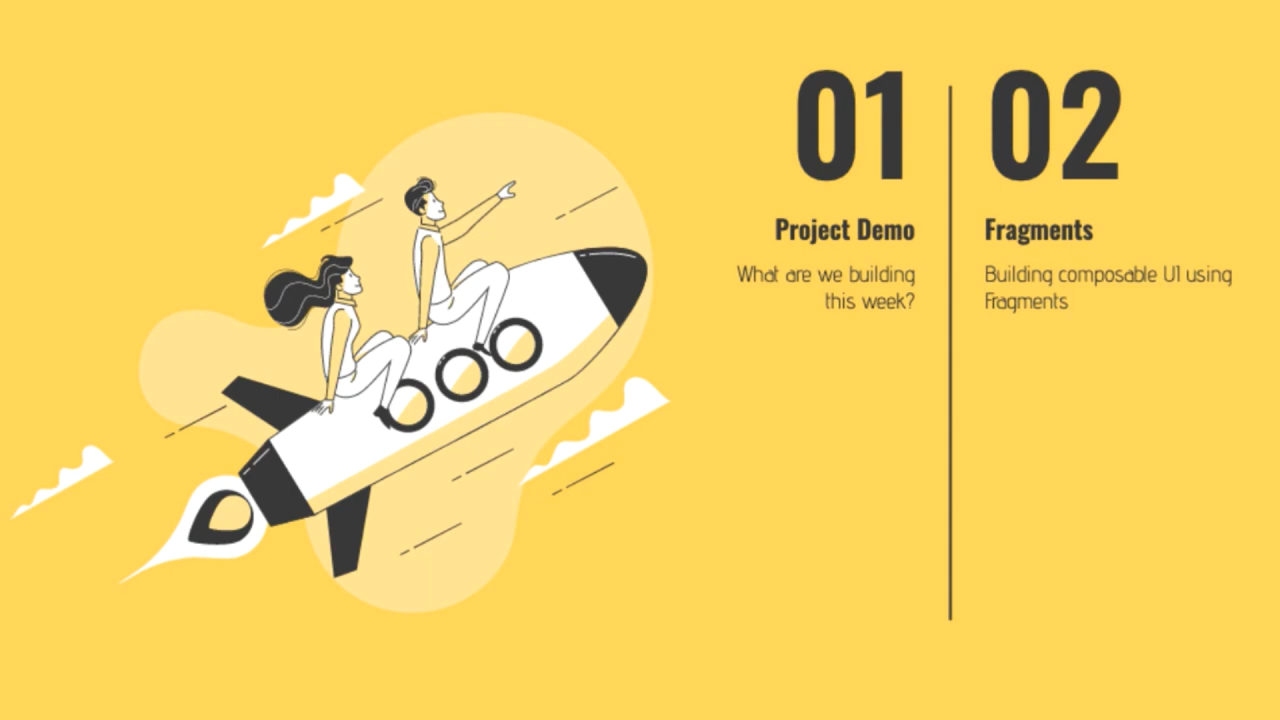 01
Project Demo
What are we building
this week?
02
Fragments
Building composable UI using
Fragments